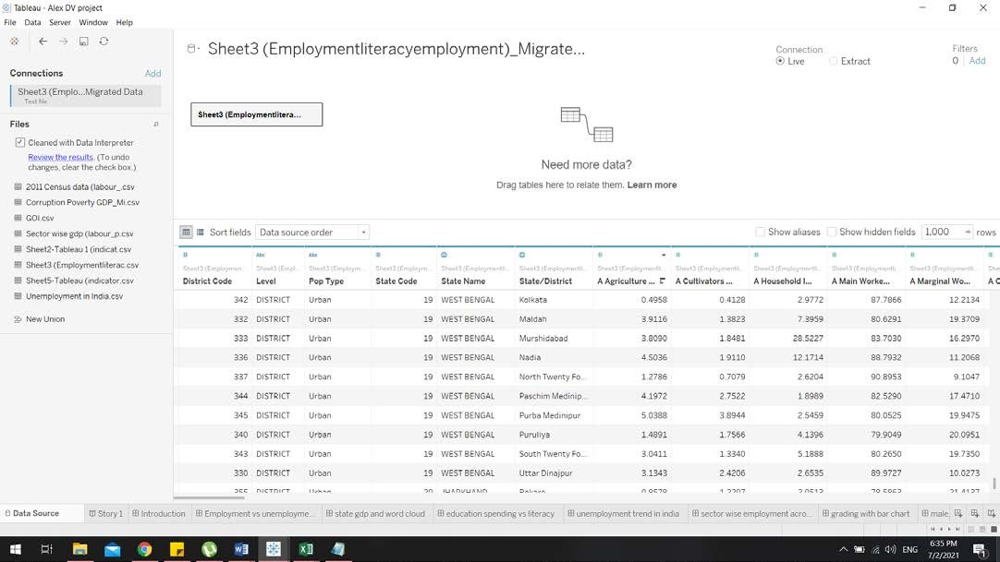 Tableau - Alex DV project
File Data Server Window Help
Connections Add
Sheet3 (Emplo...Migrated Data
Text file
Files
Cleaned with Data Interpreter
Review the results. (To undo
changes, clear the check box.)
2011 Census data (labour_.csv
Corruption Poverty GDP_Mi.csv
GOI.csv
Sector wise gdp (labour_p.csv
Sheet2-Tableau 1 (indicat.csv
Sheet3 (Employmentliterac.csv
Sheet5-Tableau (indicator.csv
Unemployment in India.csv
New Union
Sheet3 (Employmentliteracyemployment)_Migrate...
Connection
Live Extract
Filters
0 Add
Sheet3 (Employmentlitera...
Need more data?
Drag tables here to relate them. Learn more
Sort fields Data source order Show aliases Show hidden fields 1,000 rows
# Abc Abc # # # # # # #
Sheet3 (Employmen... Sheet3 (Empl... Sheet3 (Employm... Sheet3 (Employm... Sheet3 (Employmentlit... Sheet3 (Employmentli... Sheet3 (Employmentli... Sheet3 (Employmentli... Sheet3 (Employmentli... Sheet3 (Employmentli... Sheet3 (Employmentli...
District Code Level Pop Type State Code State Name State/District A Agriculture ... A Cultivators ... A Household I... A Main Worke... A Marginal Wo...
342 DISTRICT Urban 19 WEST BENGAL Kolkata 0.4958 0.4128 2.9772 87.7866 12.2134
332 DISTRICT Urban 19 WEST BENGAL Maldah 3.9116 1.3823 7.3959 80.6291 19.3709
333 DISTRICT Urban 19 WEST BENGAL Murshidabad 3.8090 1.8481 28.5227 83.7030 16.2970
336 DISTRICT Urban 19 WEST BENGAL Nadia 4.5036 1.9110 12.1714 88.7932 11.2068
337 DISTRICT Urban 19 WEST BENGAL North Twenty Fo... 1.2786 0.7079 2.6204 90.8953 9.1047
344 DISTRICT Urban 19 WEST BENGAL Paschim Medinip... 4.1972 2.7522 1.8989 82.5290 17.4710
345 DISTRICT Urban 19 WEST BENGAL Purba Medinipur 5.0388 3.8944 2.5459 80.0525 19.9475
340 DISTRICT Urban 19 WEST BENGAL Puruliya 1.4891 1.7566 4.1396 79.9049 20.0951
343 DISTRICT Urban 19 WEST BENGAL South Twenty Fo... 3.0411 1.3340 5.1888 80.2650 19.7350
330 DISTRICT Urban 19 WEST BENGAL Uttar Dinajpur 3.1343 2.4206 2.6535 89.9727 10.0273
355 DISTRICT Urban 20 JHARKHAND Bokaro
Data Source Story 1 Introduction Employment vs unemployme... state gdp and word cloud education spending vs literacy unemployment trend in india sector wise employment acro... grading with bar chart male,
ENG
6:35 PM
7/2/2021
1